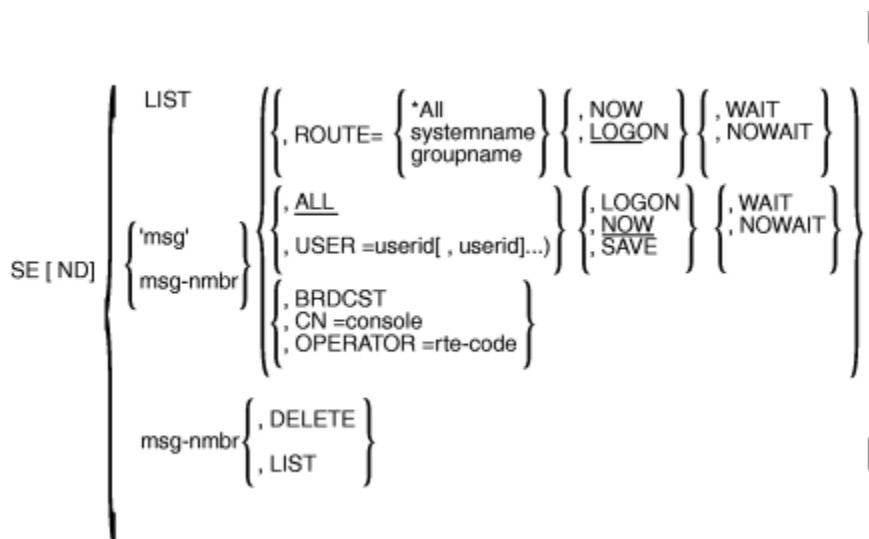 LIST
, ROUTE=
*All
systemname
groupname
, NOW
, LOGON
, WAIT
, NOWAIT
SE [ ND]
'msg'
msg-nmbr
, ALL
, USER =userid[ , userid]...)
, LOGON
, NOW
, SAVE
, WAIT
, NOWAIT
, BRDCST
, CN =console
, OPERATOR =rte-code
msg-nmbr
, DELETE
, LIST